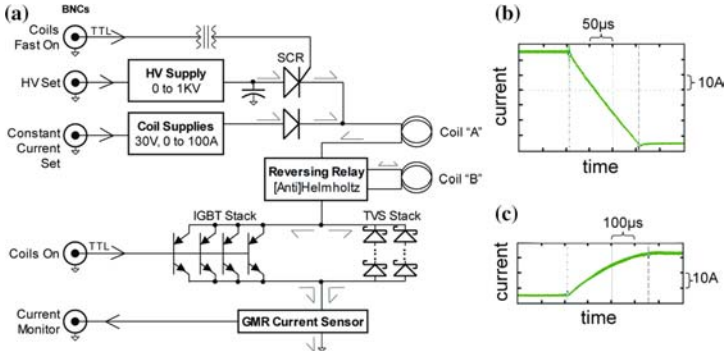 (a)
BNCs
Coils
Fast On
TTL
SCR
HV Set
HV Supply
0 to 1KV
Constant
Current
Set
Coil Supplies
30V, 0 to 100A
Coil "A"
Reversing Relay
[Anti]Helmholtz
Coil "B"
IGBT Stack
TVS Stack
Coils On
TTL
Current
Monitor
GMR Current Sensor
(b)
50µs
current
10A
time
(c)
100µs
current
10A
time